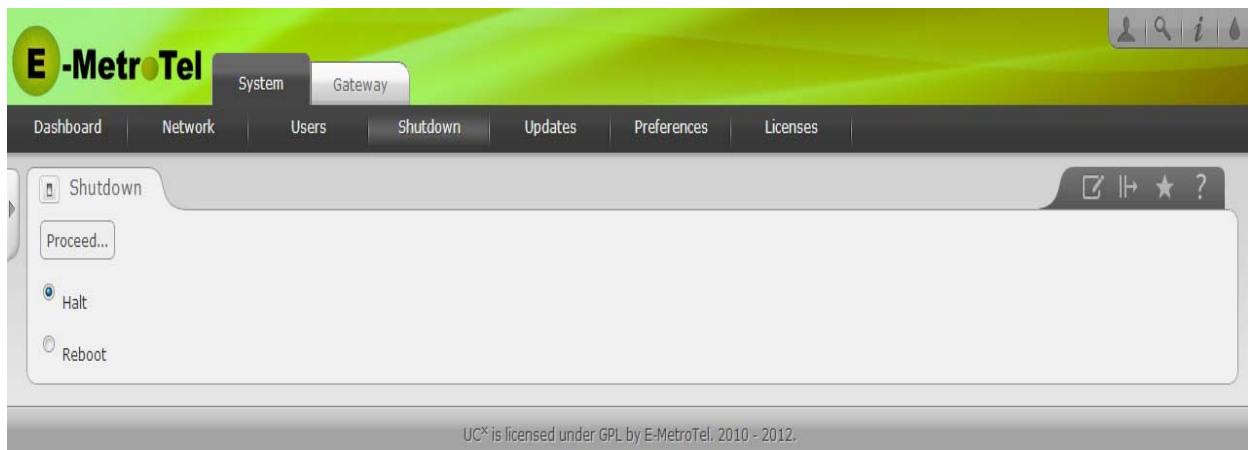 E-MetroTel
System Gateway
Dashboard Network Users Shutdown Updates Preferences Licenses
Shutdown
Proceed...
Halt
Reboot
UCx is licensed under GPL by E-MetroTel. 2010 - 2012.